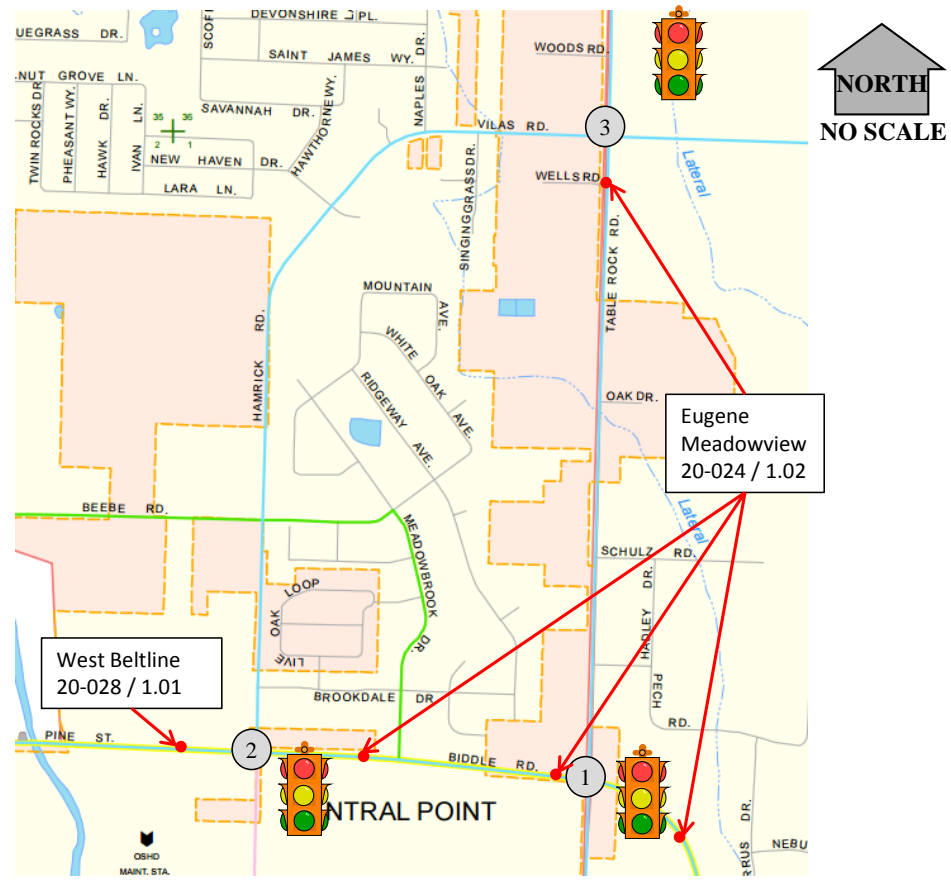 DEVONSHIRE PL.
UEGRASS DR.
SCOFI
SAINT JAMES WY.
NAPLES DR.
WOODS RD.
NORTH
NO SCALE
NUT GROVE LN.
TWIN ROCKS DR.
PHEASANT WY.
HAWK DR.
IVAN LN.
35 36
2 1
SAVANNAH DR.
HAWTHORNE WY.
NEW HAVEN DR.
LARA LN.
VILAS RD.
3
Lateral
WELLS RD.
SINGINGGRASS DR.
TABLE ROCK RD.
MOUNTAIN AVE.
WHITE OAK AVE.
RIDGEWAY AVE.
HAMRICK RD.
OAK DR.
Eugene
Meadowview
20-024 / 1.02
Lateral
BEEBE RD.
MEADOWBROOK DR.
SCHULZ RD.
HADLEY DR.
OAK LOOP
LIVE
West Beltline
20-028 / 1.01
BROOKDALE DR.
PECH RD.
PINE ST.
2
BIDDLE RD.
1
NTRAL POINT
OSHD
MAINT. STA.
RRUS DR.
NEBU